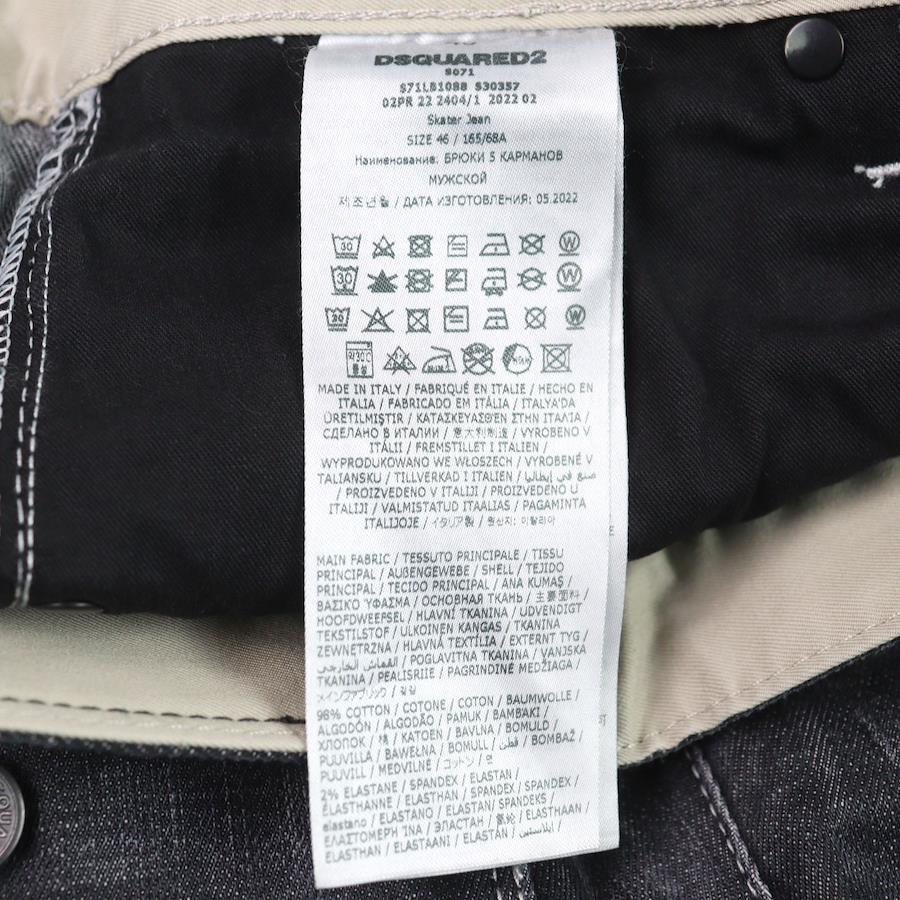 DSQUARED2
S071
S71LB1088 S30357
02PR 22 2404/1 2022 02
Skater Jean
SIZE 46 / 165/68A
Наименование: БРЮКИ 5 КАРМАНОВ
МУЖСКОЙ
제조년월 / ДАТА ИЗГОТОВЛЕНИЯ: 05.2022
30 W
30 W
30 W
MADE IN ITALY / FABRIQUÉ EN ITALIE / HECHO EN
ITALIA / FABRICADO EM ITÁLIA / ITALYA'DA
ÜRETILMIŞTIR / ΚΑΤΑΣΚΕΥΑΣΘΕΝ ΣΤΗΝ ΙΤΑΛΙΑ /
СДЕЛАНО В ИТАЛИИ / 意大利制造 / VYROBENO V
ITÁLII / FREMSTILLET I ITALIEN /
WYPRODUKOWANO WE WŁOSZECH / VYROBENÉ V
TALIANSKU / TILLVERKAD I ITALIEN / صنع في إيطاليا
/ PROIZVEDENO V ITALIJI / PROIZVEDENO U
ITALIJI / VALMISTATUD ITAALIAS / PAGAMINTA
ITALIJOJE / イタリア製 / 원산지: 이탈리아
MAIN FABRIC / TESSUTO PRINCIPALE / TISSU
PRINCIPAL / AUßENGEWEBE / SHELL / TEJIDO
PRINCIPAL / TECIDO PRINCIPAL / ANA KUMAŞ /
ΒΑΣΙΚΟ ΎΦΑΣΜΑ / ОСНОВНАЯ ТКАНЬ / 主要面料 /
HOOFDWEEFSEL / HLAVNÍ TKANINA / UDVENDIGT
TEKSTILSTOF / ULKOINEN KANGAS / TKANINA
ZEWNĘTRZNA / HLAVNÁ TEXTÍLIA / EXTERNT TYG /
القماش الخارجي / POGLAVITNA TKANINA / VANJSKA
TKANINA / PEALISRIIE / PAGRINDINĖ MEDŽIAGA /
メインファブリック / 겉감
98% COTTON / COTONE / COTON / BAUMWOLLE /
ALGODÓN / ALGODÃO / PAMUK / ΒΑΜΒΑΚΙ /
ХЛОПОК / 棉 / KATOEN / BAVLNA / BOMULD /
PUUVILLA / BAWEŁNA / BOMULL / قطن / BOMBAŽ /
PUUVILL / MEDVILNĖ / コットン / 면
2% ELASTANE / SPANDEX / ELASTAN /
ÉLASTHANNE / ELASTHAN / SPANDEX /
elastano / ELASTANO / ELASTAN / SPANDEKS /
ΕΛΑΣΤΟΜΕΡΉ ΊΝΑ / ЭЛАСТАН / ELASTHAAN /
ELASTHAN / ELASTAANI / ELASTÁN / إيلاستين /